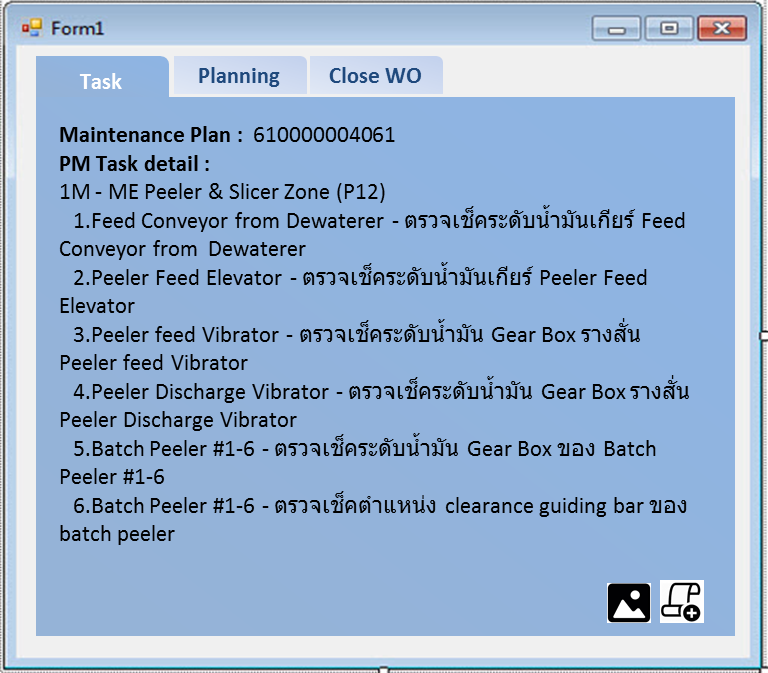 Form1
Task
Planning
Close WO
Maintenance Plan : 610000004061
PM Task detail :
1M - ME Peeler & Slicer Zone (P12)
1.Feed Conveyor from Dewaterer - ตรวจเช็คระดับน้ำมันเกียร์ Feed
Conveyor from Dewaterer
2.Peeler Feed Elevator - ตรวจเช็คระดับน้ำมันเกียร์ Peeler Feed
Elevator
3.Peeler feed Vibrator - ตรวจเช็คระดับน้ำมัน Gear Box รางสั่น
Peeler feed Vibrator
4.Peeler Discharge Vibrator - ตรวจเช็คระดับน้ำมัน Gear Box รางสั่น
Peeler Discharge Vibrator
5.Batch Peeler #1-6 - ตรวจเช็คระดับน้ำมัน Gear Box ของ Batch
Peeler #1-6
6.Batch Peeler #1-6 - ตรวจเช็คตำแหน่ง clearance guiding bar ของ
batch peeler